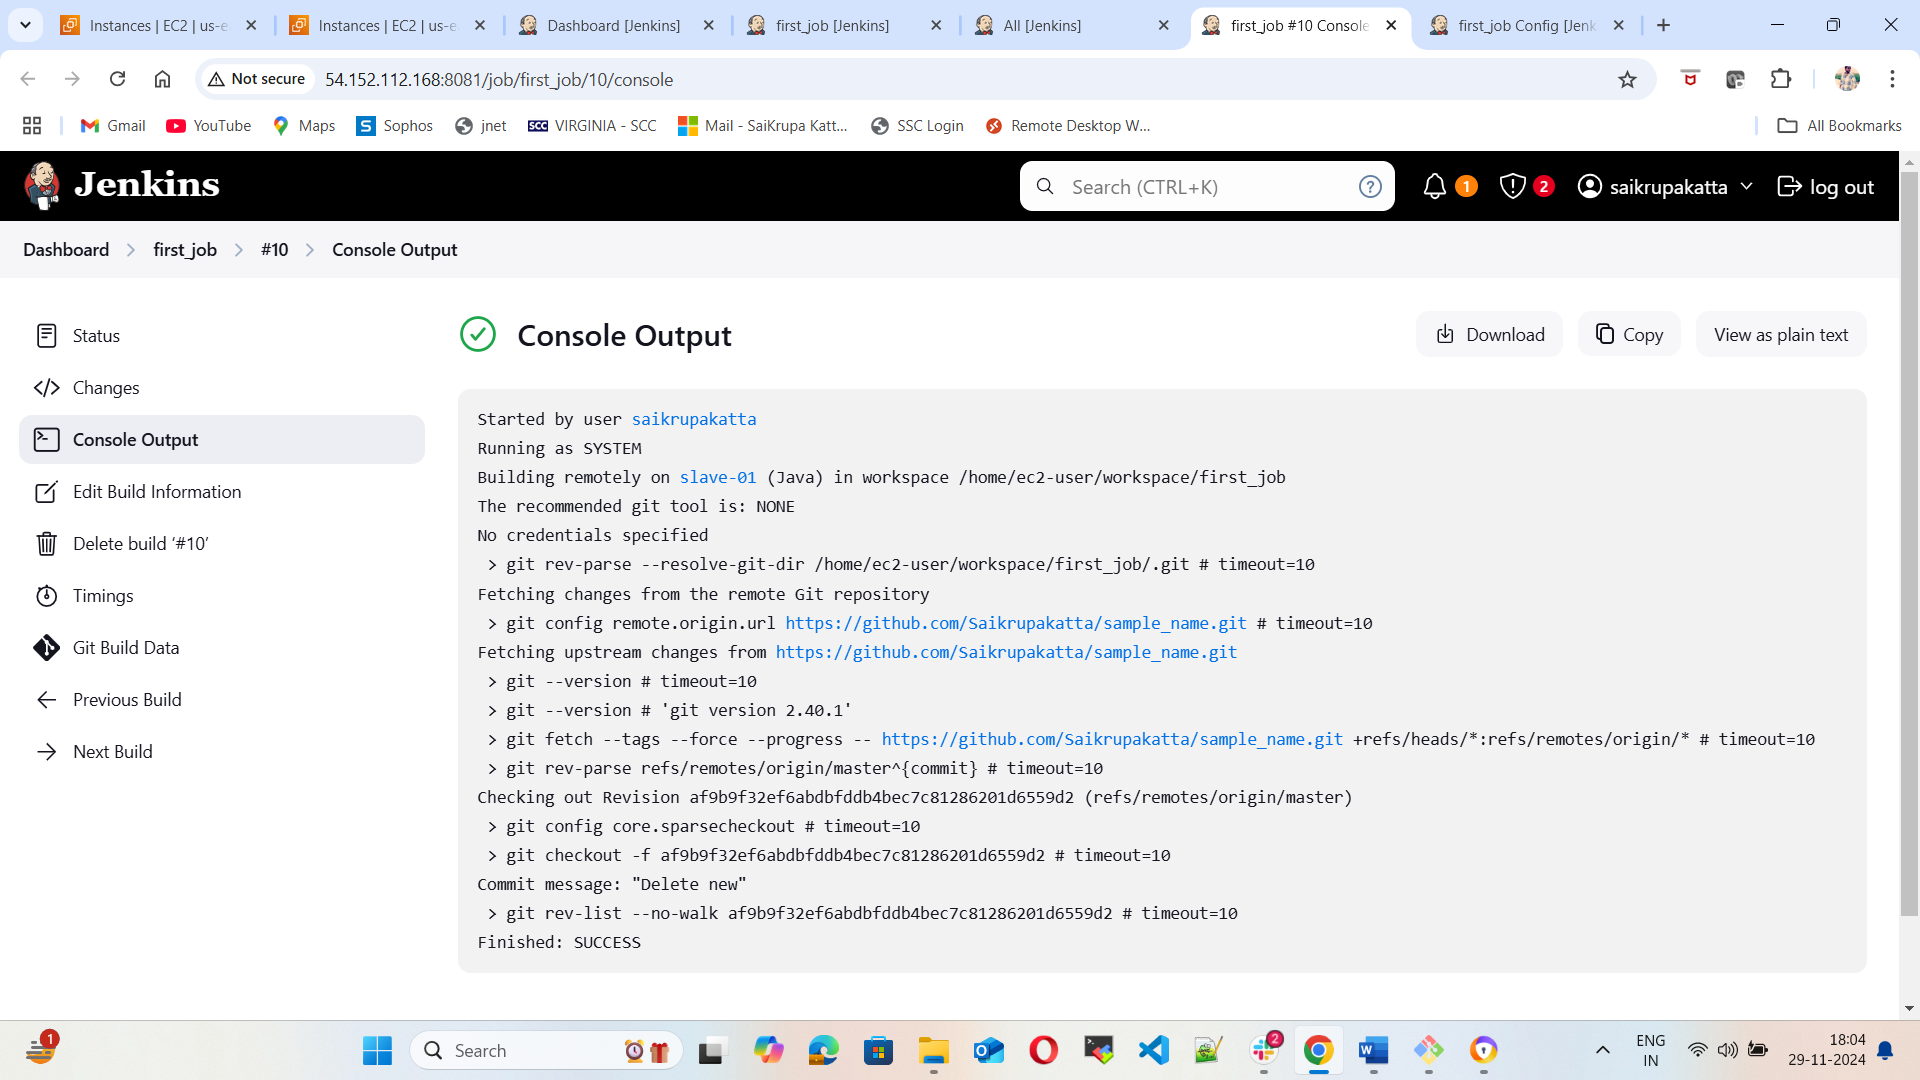 Instances | EC2 | us-e
Instances | EC2 | us-e
Dashboard [Jenkins]
first_job [Jenkins]
All [Jenkins]
first_job #10 Console
first_job Config [Jenk
Not secure
54.152.112.168:8081/job/first_job/10/console
Gmail
YouTube
Maps
S Sophos
jnet
SCC VIRGINIA - SCC
Mail - SaiKrupa Katt...
SSC Login
Remote Desktop W...
All Bookmarks
Jenkins
Search (CTRL+K)
?
1
2
saikrupakatta
log out
Dashboard
first_job
#10
Console Output
Status
Changes
Console Output
Edit Build Information
Delete build ‘#10’
Timings
Git Build Data
Previous Build
Next Build
Console Output
Download
Copy
View as plain text
Started by user saikrupakatta
Running as SYSTEM
Building remotely on slave-01 (Java) in workspace /home/ec2-user/workspace/first_job
The recommended git tool is: NONE
No credentials specified
> git rev-parse --resolve-git-dir /home/ec2-user/workspace/first_job/.git # timeout=10
Fetching changes from the remote Git repository
> git config remote.origin.url https://github.com/Saikrupakatta/sample_name.git # timeout=10
Fetching upstream changes from https://github.com/Saikrupakatta/sample_name.git
> git --version # timeout=10
> git --version # 'git version 2.40.1'
> git fetch --tags --force --progress -- https://github.com/Saikrupakatta/sample_name.git +refs/heads/*:refs/remotes/origin/* # timeout=10
> git rev-parse refs/remotes/origin/master^{commit} # timeout=10
Checking out Revision af9b9f32ef6abdbfddb4bec7c81286201d6559d2 (refs/remotes/origin/master)
> git config core.sparsecheckout # timeout=10
> git checkout -f af9b9f32ef6abdbfddb4bec7c81286201d6559d2 # timeout=10
Commit message: "Delete new"
> git rev-list --no-walk af9b9f32ef6abdbfddb4bec7c81286201d6559d2 # timeout=10
Finished: SUCCESS
1
Search
2
ENG
IN
18:04
29-11-2024